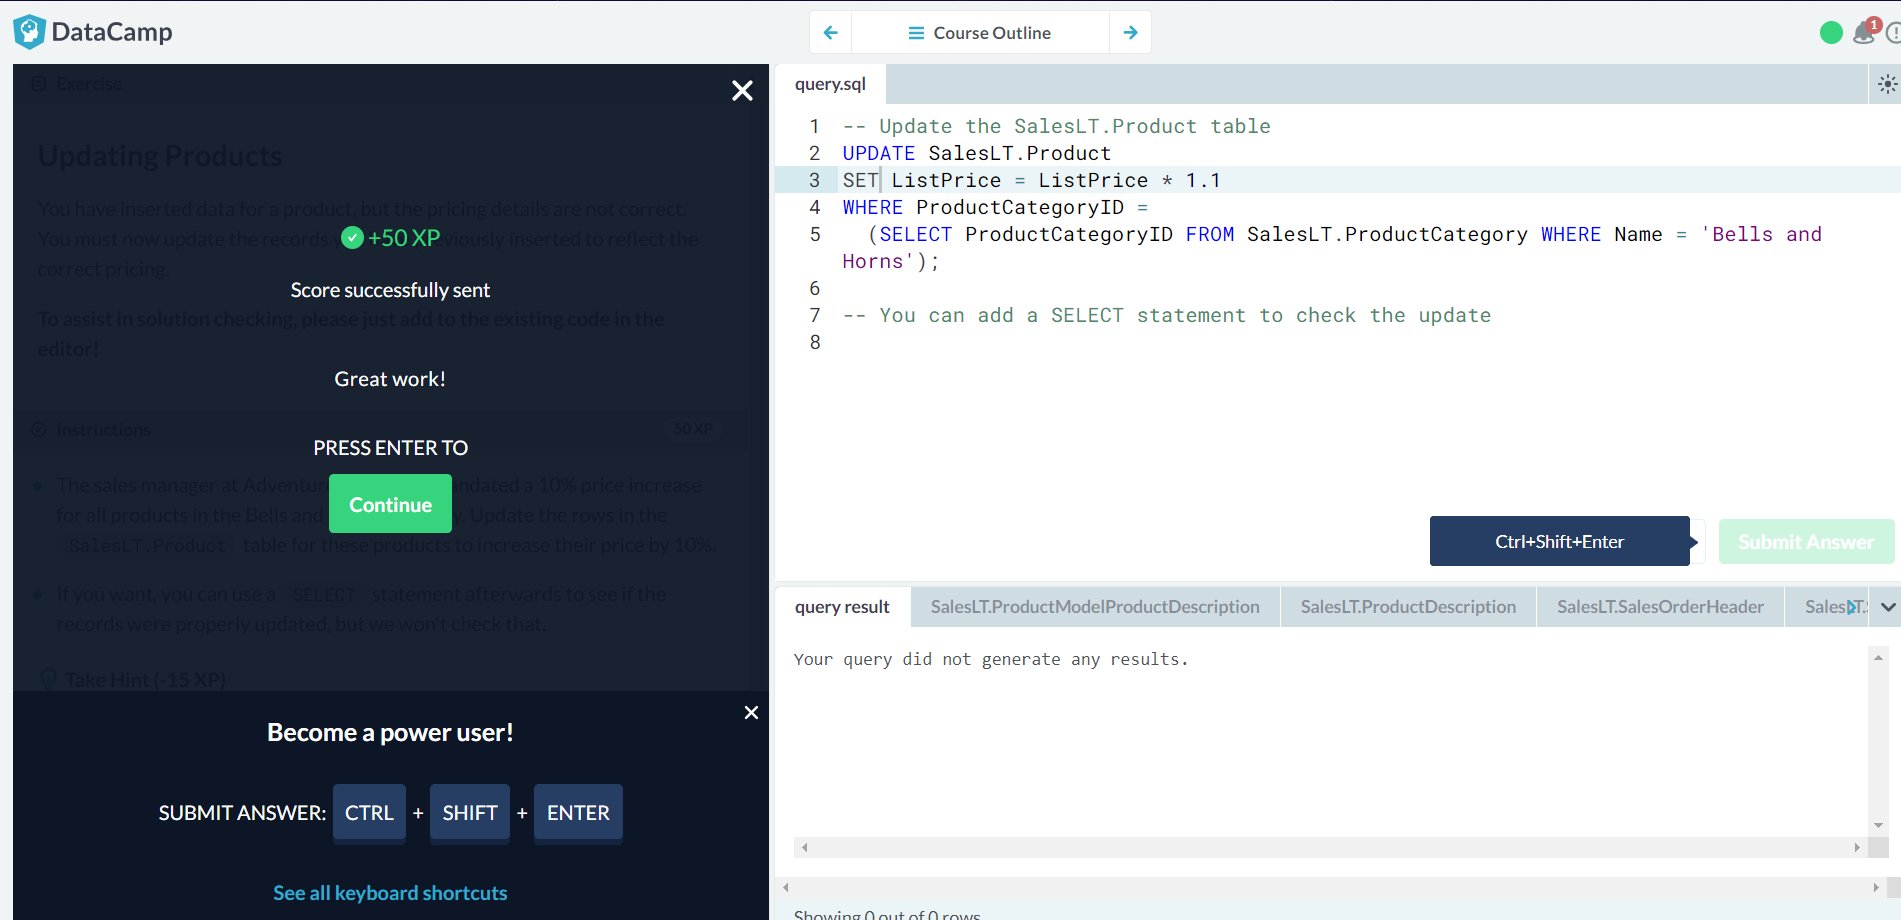 DataCamp
Course Outline
1
Exercise
Updating Products
You have inserted data for a product, but the pricing details are not correct.
You must now update the records viously inserted to reflect the
correct pricing.
To assist in solution checking, please just add to the existing code in the
editor!
+50 XP
Score successfully sent
Great work!
Instructions
50 XP
PRESS ENTER TO
Continue
The sales manager at Adventur andated a 10% price increase
for all products in the Bells and y. Update the rows in the
SalesLT.Product table for these products to increase their price by 10%.
If you want, you can use a SELECT statement afterwards to see if the
records were properly updated, but we won't check that.
Take Hint (-15 XP)
Become a power user!
SUBMIT ANSWER: CTRL + SHIFT + ENTER
See all keyboard shortcuts
query.sql
1 -- Update the SalesLT.Product table
2 UPDATE SalesLT.Product
3 SET ListPrice = ListPrice * 1.1
4 WHERE ProductCategoryID =
5 (SELECT ProductCategoryID FROM SalesLT.ProductCategory WHERE Name = 'Bells and
Horns');
6
7 -- You can add a SELECT statement to check the update
8
Ctrl+Shift+Enter
Submit Answer
query result
SalesLT.ProductModelProductDescription
SalesLT.ProductDescription
SalesLT.SalesOrderHeader
Your query did not generate any results.
Showing 0 out of 0 rows